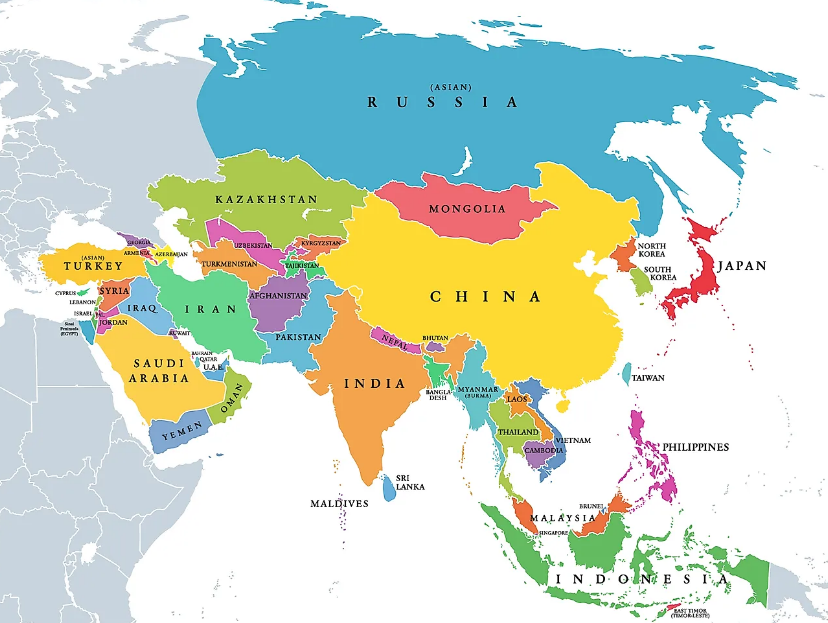 (ASIAN)
RUSSIA
KAZAKHSTAN
MONGOLIA
GEORGIA
ARMENIA
AZERBAIJAN
(ASIAN)
TURKEY
UZBEKISTAN
KYRGYZSTAN
TURKMENISTAN
TAJIKISTAN
NORTH
KOREA
SOUTH
KOREA
JAPAN
CYPRUS
LEBANON
ISRAEL
SYRIA
IRAQ
IRAN
AFGHANISTAN
CHINA
Sinai
Peninsula
(EGYPT)
JORDAN
KUWAIT
PAKISTAN
NEPAL
BHUTAN
BAHRAIN
QATAR
U.A.E.
SAUDI
ARABIA
OMAN
YEMEN
INDIA
BANGLA-
DESH
MYANMAR
(BURMA)
LAOS
TAIWAN
THAILAND
VIETNAM
CAMBODIA
PHILIPPINES
SRI
LANKA
MALDIVES
BRUNEI
MALAYSIA
SINGAPORE
INDONESIA
EAST TIMOR
(TIMOR-LESTE)